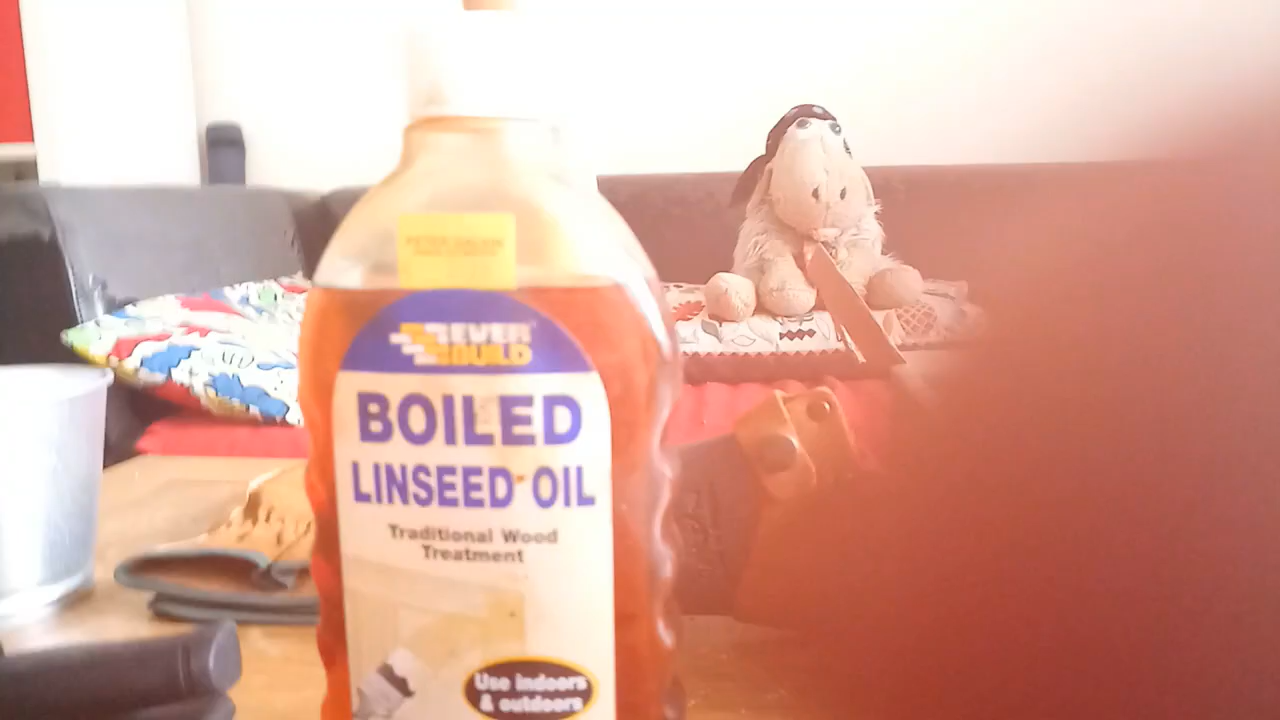 EVER
BUILD
BOILED
LINSEED OIL
Traditional Wood
Treatment
Use indoors
& outdoors